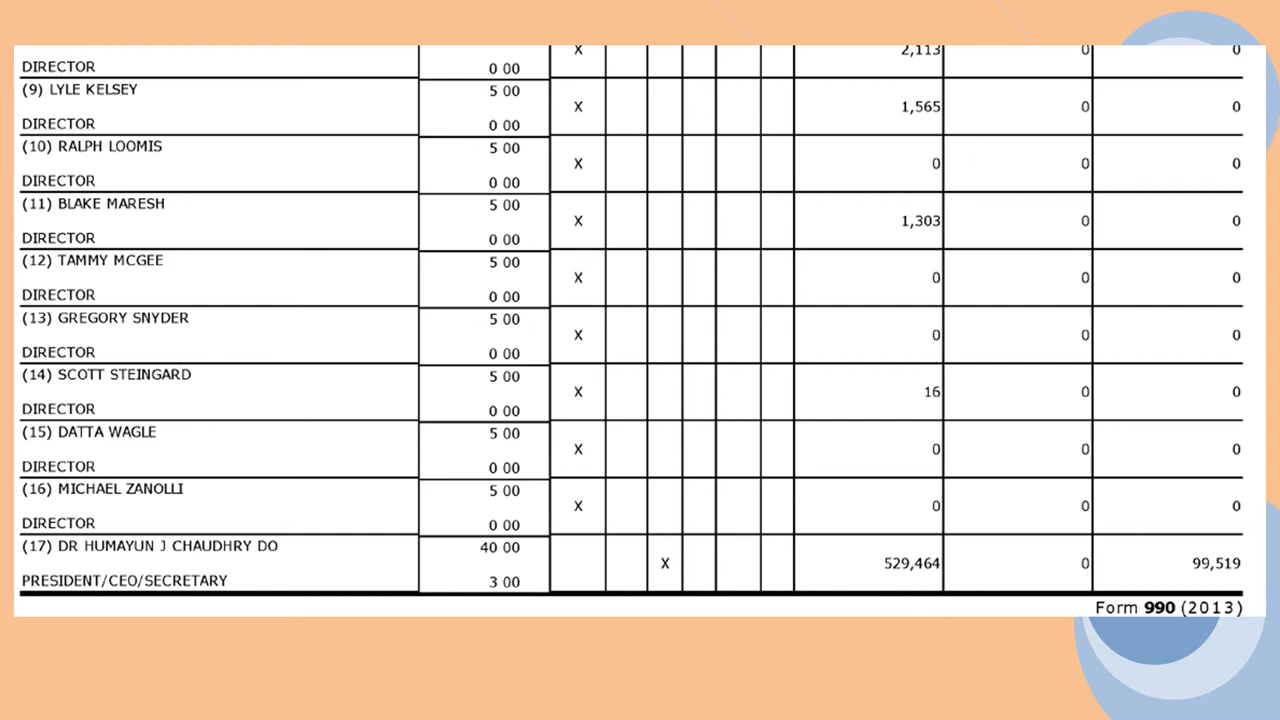 X 2,113 0 0
DIRECTOR 0 00
(9) LYLE KELSEY 5 00
X 1,565 0 0
DIRECTOR 0 00
(10) RALPH LOOMIS 5 00
X 0 0 0
DIRECTOR 0 00
(11) BLAKE MARESH 5 00
X 1,303 0 0
DIRECTOR 0 00
(12) TAMMY MCGEE 5 00
X 0 0 0
DIRECTOR 0 00
(13) GREGORY SNYDER 5 00
X 0 0 0
DIRECTOR 0 00
(14) SCOTT STEINGARD 5 00
X 16 0 0
DIRECTOR 0 00
(15) DATTA WAGLE 5 00
X 0 0 0
DIRECTOR 0 00
(16) MICHAEL ZANOLLI 5 00
X 0 0 0
DIRECTOR 0 00
(17) DR HUMAYUN J CHAUDHRY DO 40 00
X 529,464 0 99,519
PRESIDENT/CEO/SECRETARY 3 00
Form 990 (2013)